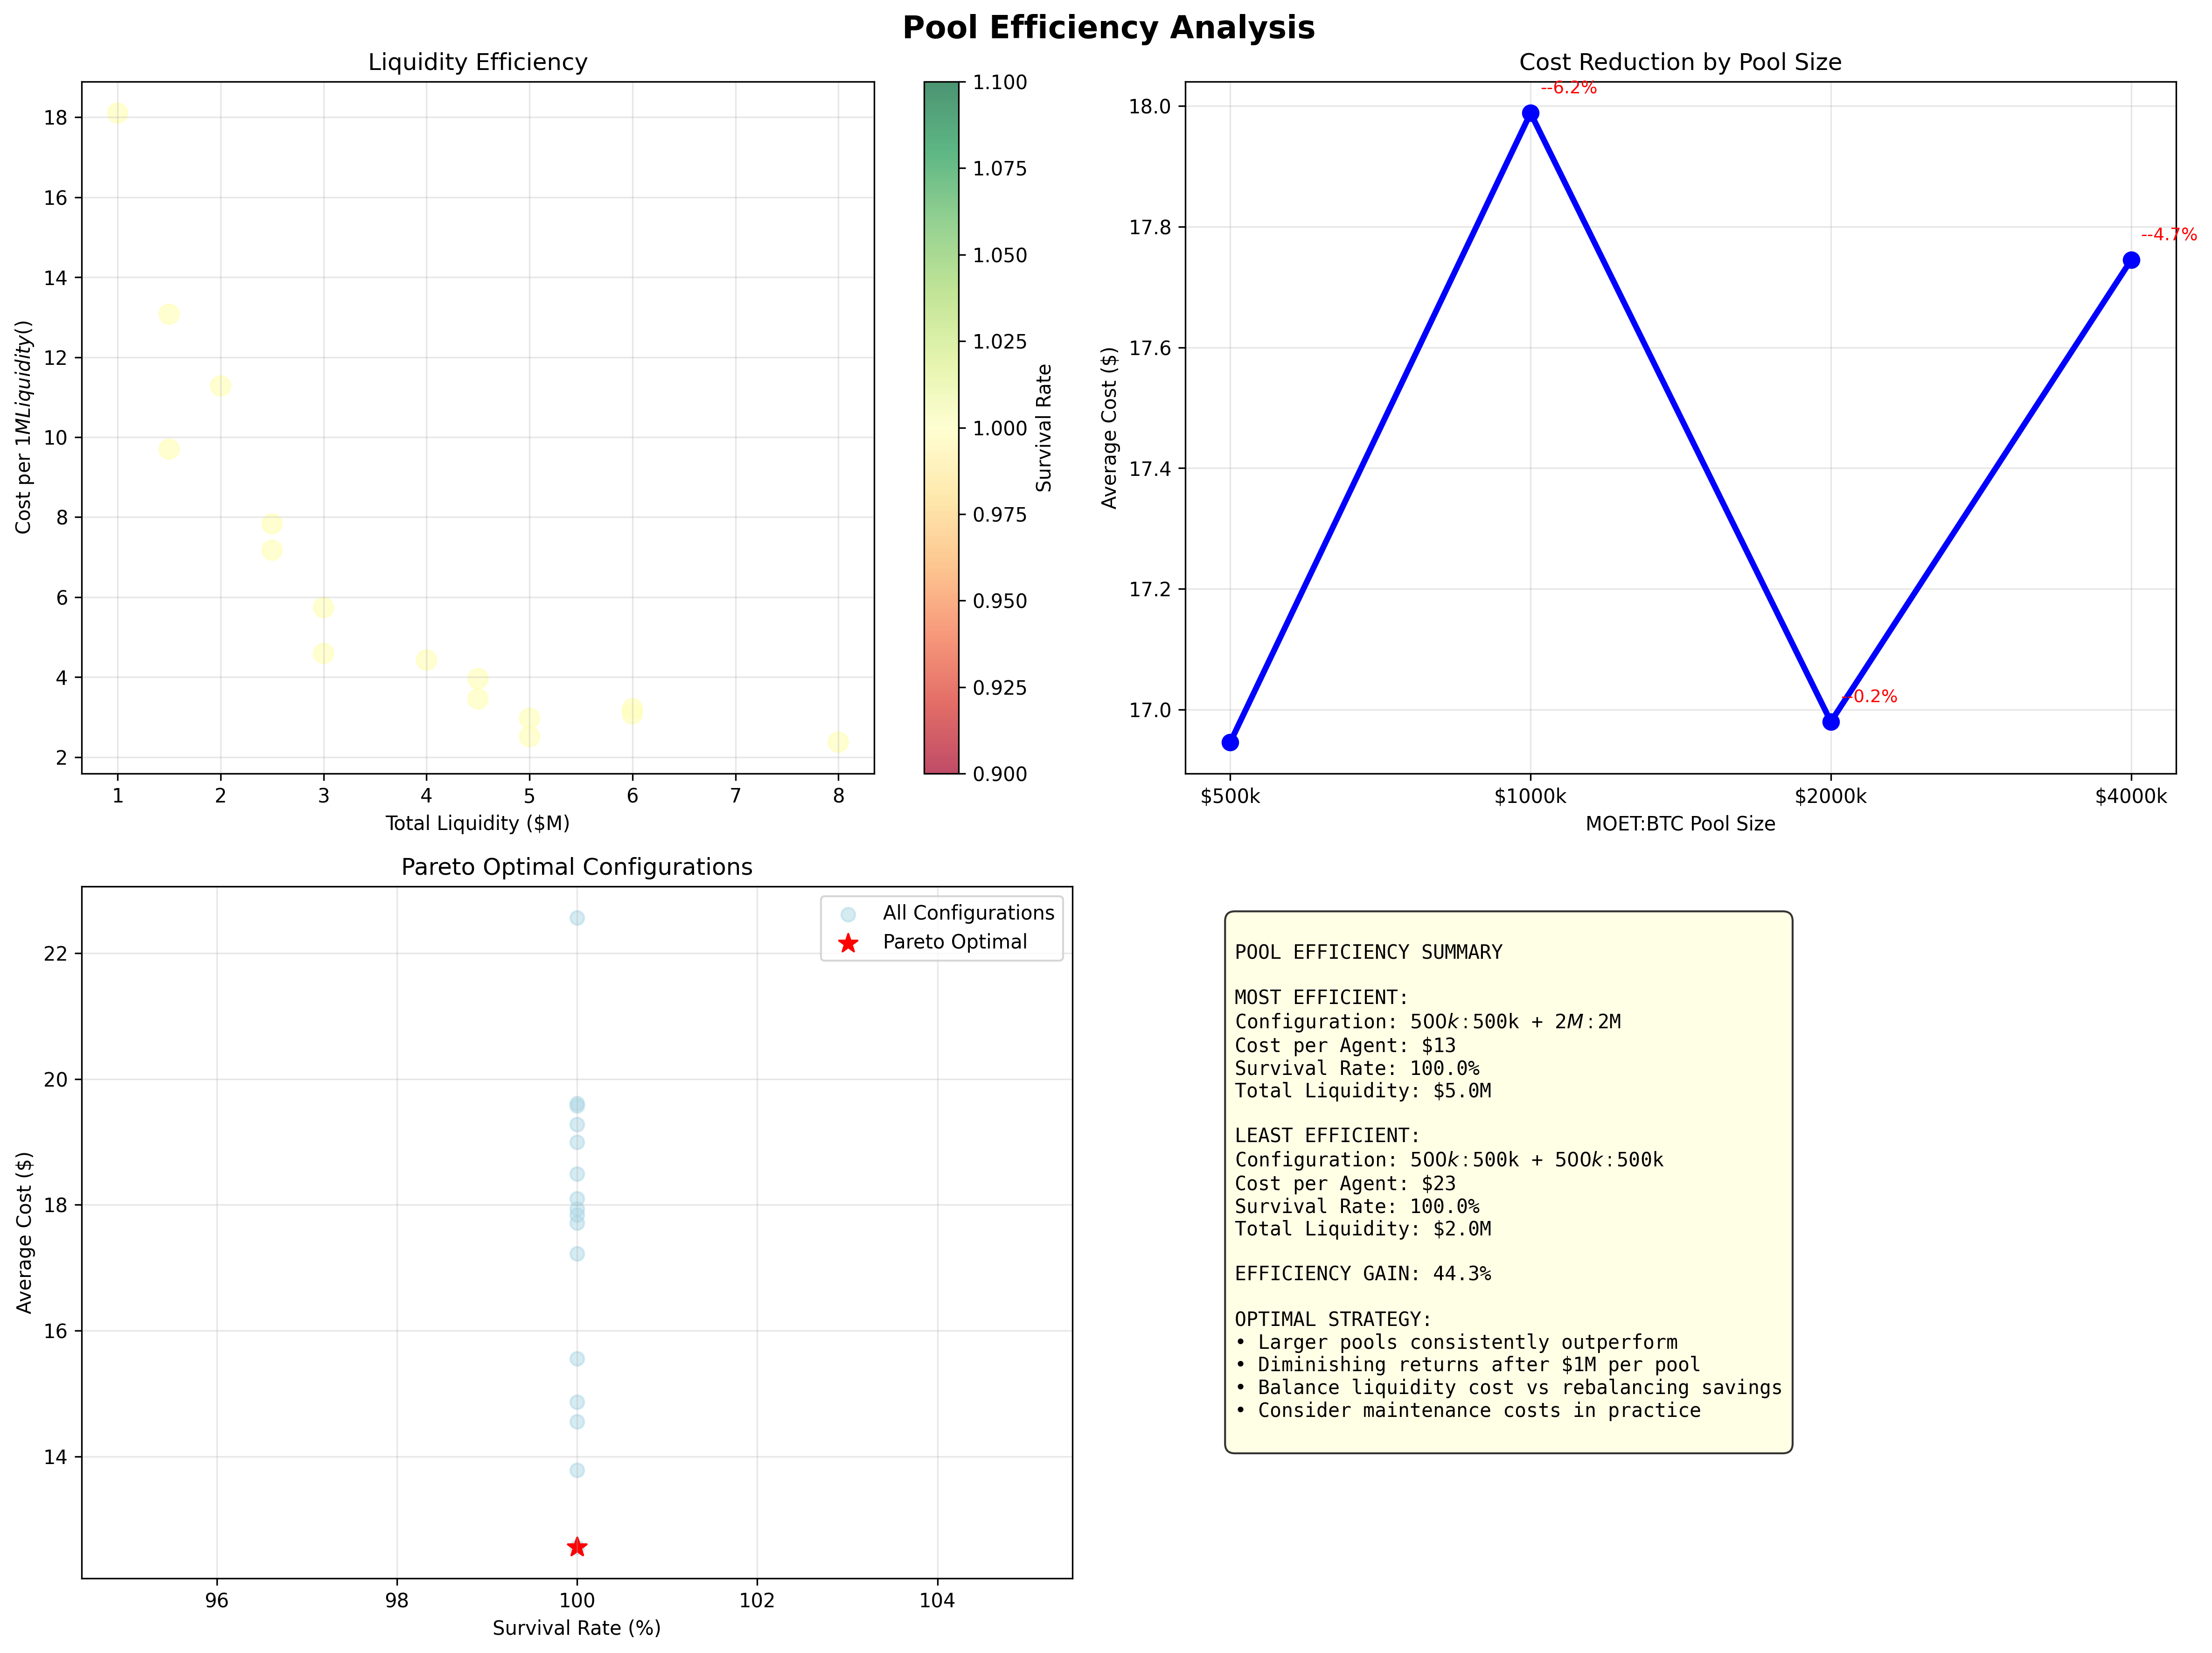 Pool Efficiency Analysis
Liquidity Efficiency
18
16
14
12
10
8
6
4
2
Cost per 1MLiquidity()
1
2
3
4
5
6
7
8
Total Liquidity ($M)
1.100
1.075
1.050
1.025
1.000
0.975
0.950
0.925
0.900
Survival Rate
Cost Reduction by Pool Size
18.0
17.8
17.6
17.4
17.2
17.0
Average Cost ($)
--6.2%
--0.2%
--4.7%
$500k
$1000k
$2000k
$4000k
MOET:BTC Pool Size
Pareto Optimal Configurations
All Configurations
Pareto Optimal
22
20
18
16
14
Average Cost ($)
96
98
100
102
104
Survival Rate (%)
POOL EFFICIENCY SUMMARY
MOST EFFICIENT:
Configuration: 500k:500k + 2M:2M
Cost per Agent: $13
Survival Rate: 100.0%
Total Liquidity: $5.0M
LEAST EFFICIENT:
Configuration: 500k:500k + 500k:500k
Cost per Agent: $23
Survival Rate: 100.0%
Total Liquidity: $2.0M
EFFICIENCY GAIN: 44.3%
OPTIMAL STRATEGY:
• Larger pools consistently outperform
• Diminishing returns after $1M per pool
• Balance liquidity cost vs rebalancing savings
• Consider maintenance costs in practice